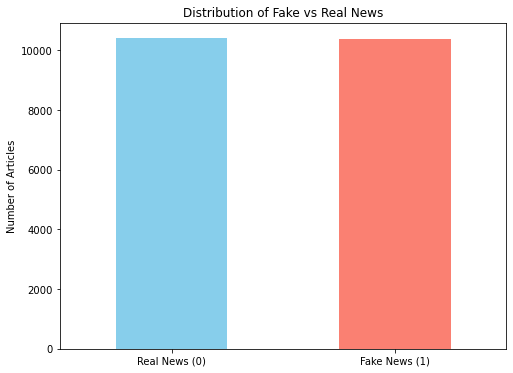 Distribution of Fake vs Real News
Number of Articles
10000
8000
6000
4000
2000
0
Real News (0)
Fake News (1)